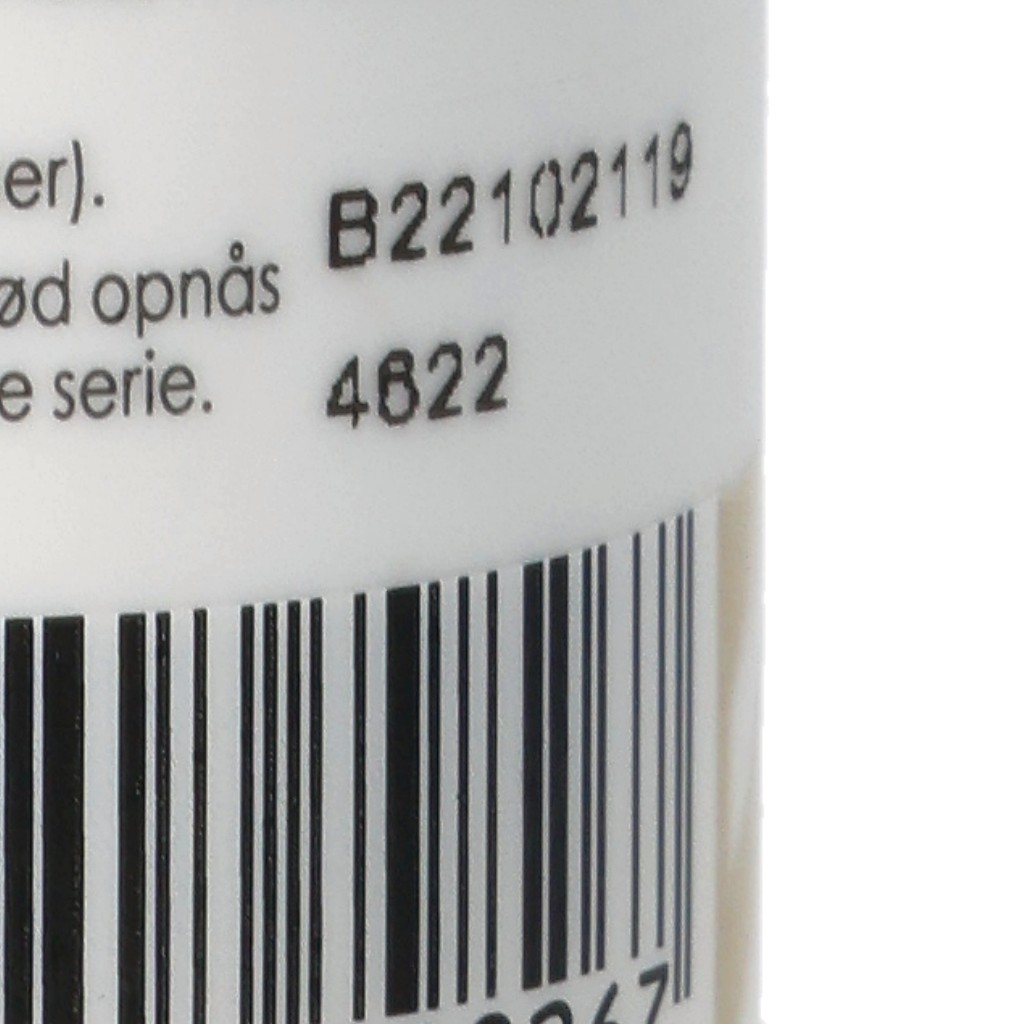 er).
ød opnås
e serie.
B22102119
4622